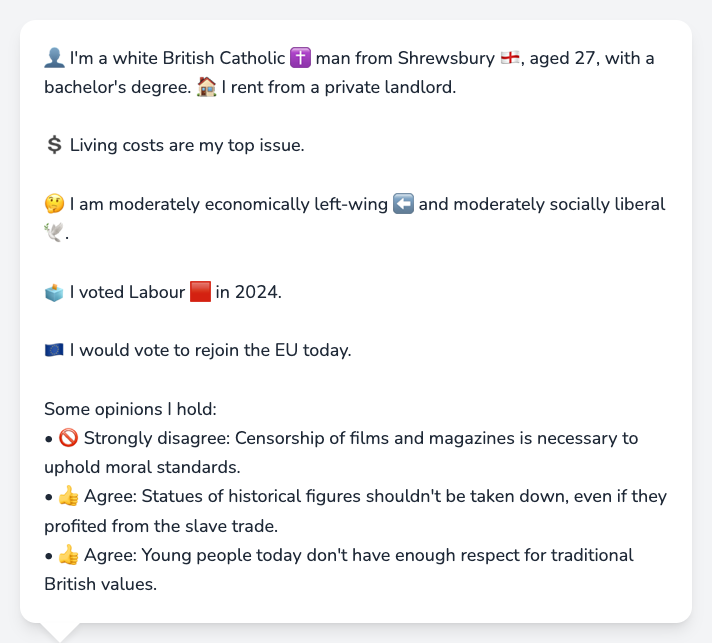 👤 I'm a white British Catholic ✝️ man from Shrewsbury 🏴󠁧󠁢󠁥󠁮󠁧󠁿, aged 27, with a
bachelor's degree. 🏠 I rent from a private landlord.
💲 Living costs are my top issue.
🤔 I am moderately economically left-wing ⬅️ and moderately socially liberal
🕊️.
🗳️ I voted Labour 🟥 in 2024.
🇪🇺 I would vote to rejoin the EU today.
Some opinions I hold:
• 🚫 Strongly disagree: Censorship of films and magazines is necessary to
uphold moral standards.
• 👍 Agree: Statues of historical figures shouldn't be taken down, even if they
profited from the slave trade.
• 👍 Agree: Young people today don't have enough respect for traditional
British values.